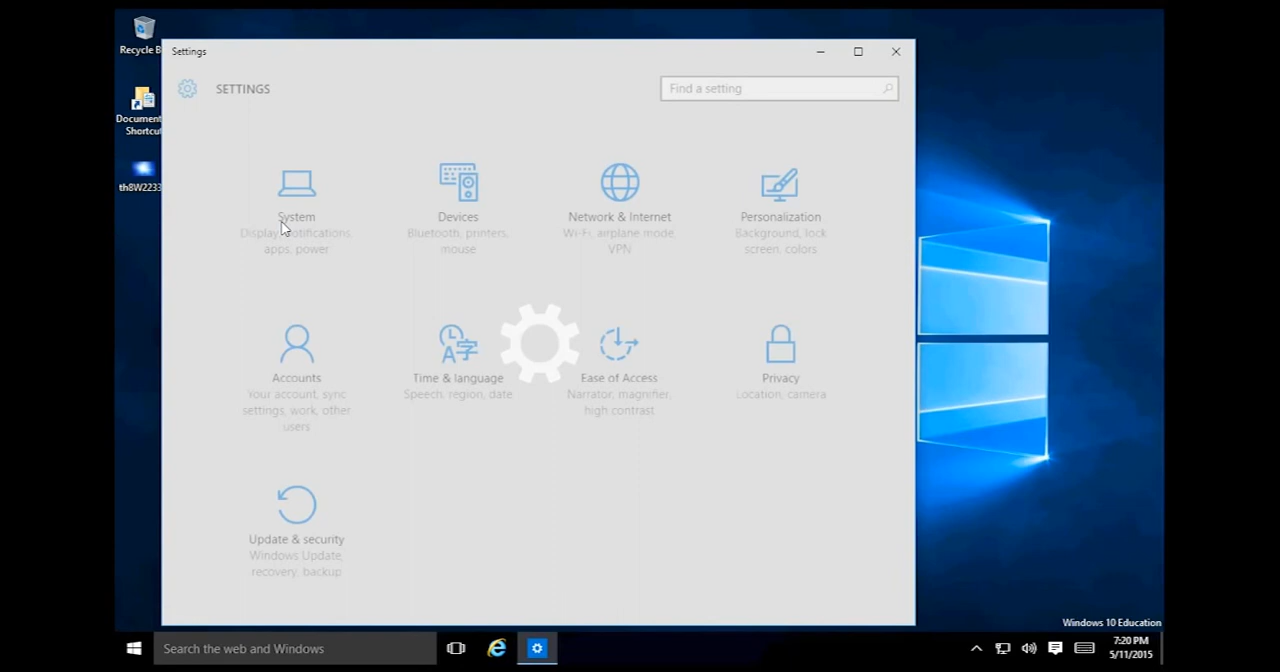 Recycle B
Document
Shortcut
th8W2233
Settings
SETTINGS
Find a setting
System
Display, notifications,
apps, power
Devices
Bluetooth, printers,
mouse
Network & Internet
Wi-Fi, airplane mode,
VPN
Personalization
Background, lock
screen, colors
Accounts
Your account, sync
settings, work, other
users
Time & language
Speech, region, date
Ease of Access
Narrator, magnifier,
high contrast
Privacy
Location, camera
Update & security
Windows Update,
recovery, backup
Windows 10 Education
Search the web and Windows
7:20 PM
5/11/2015